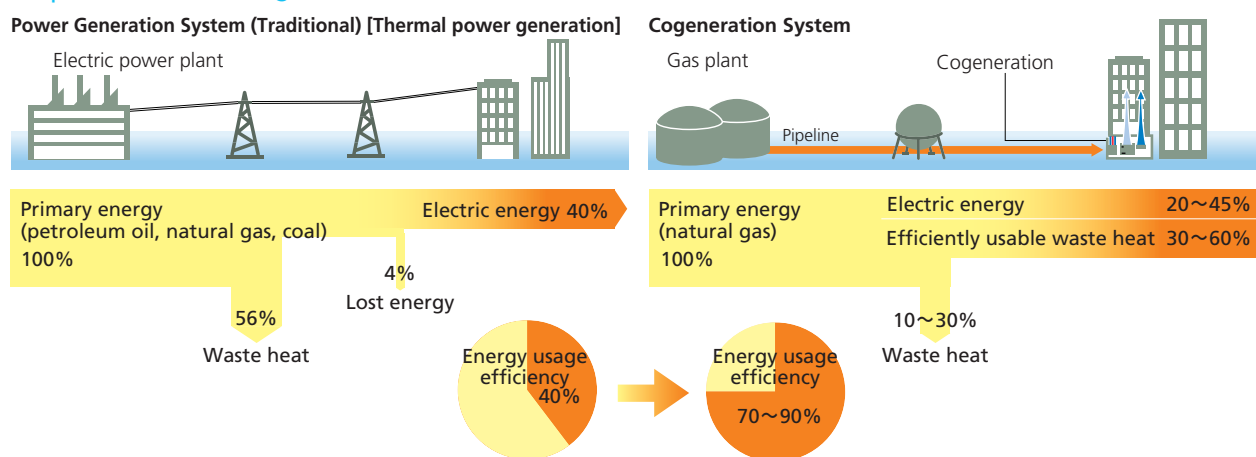 Power Generation System (Traditional) [Thermal power generation]
Electric power plant
Primary energy
(petroleum oil, natural gas, coal)
100%
Electric energy 40%
4%
Lost energy
56%
Waste heat
Energy usage
efficiency
40%
Cogeneration System
Gas plant
Cogeneration
Pipeline
Primary energy
(natural gas)
100%
Electric energy 20～45%
Efficiently usable waste heat 30～60%
10～30%
Waste heat
Energy usage
efficiency
70～90%